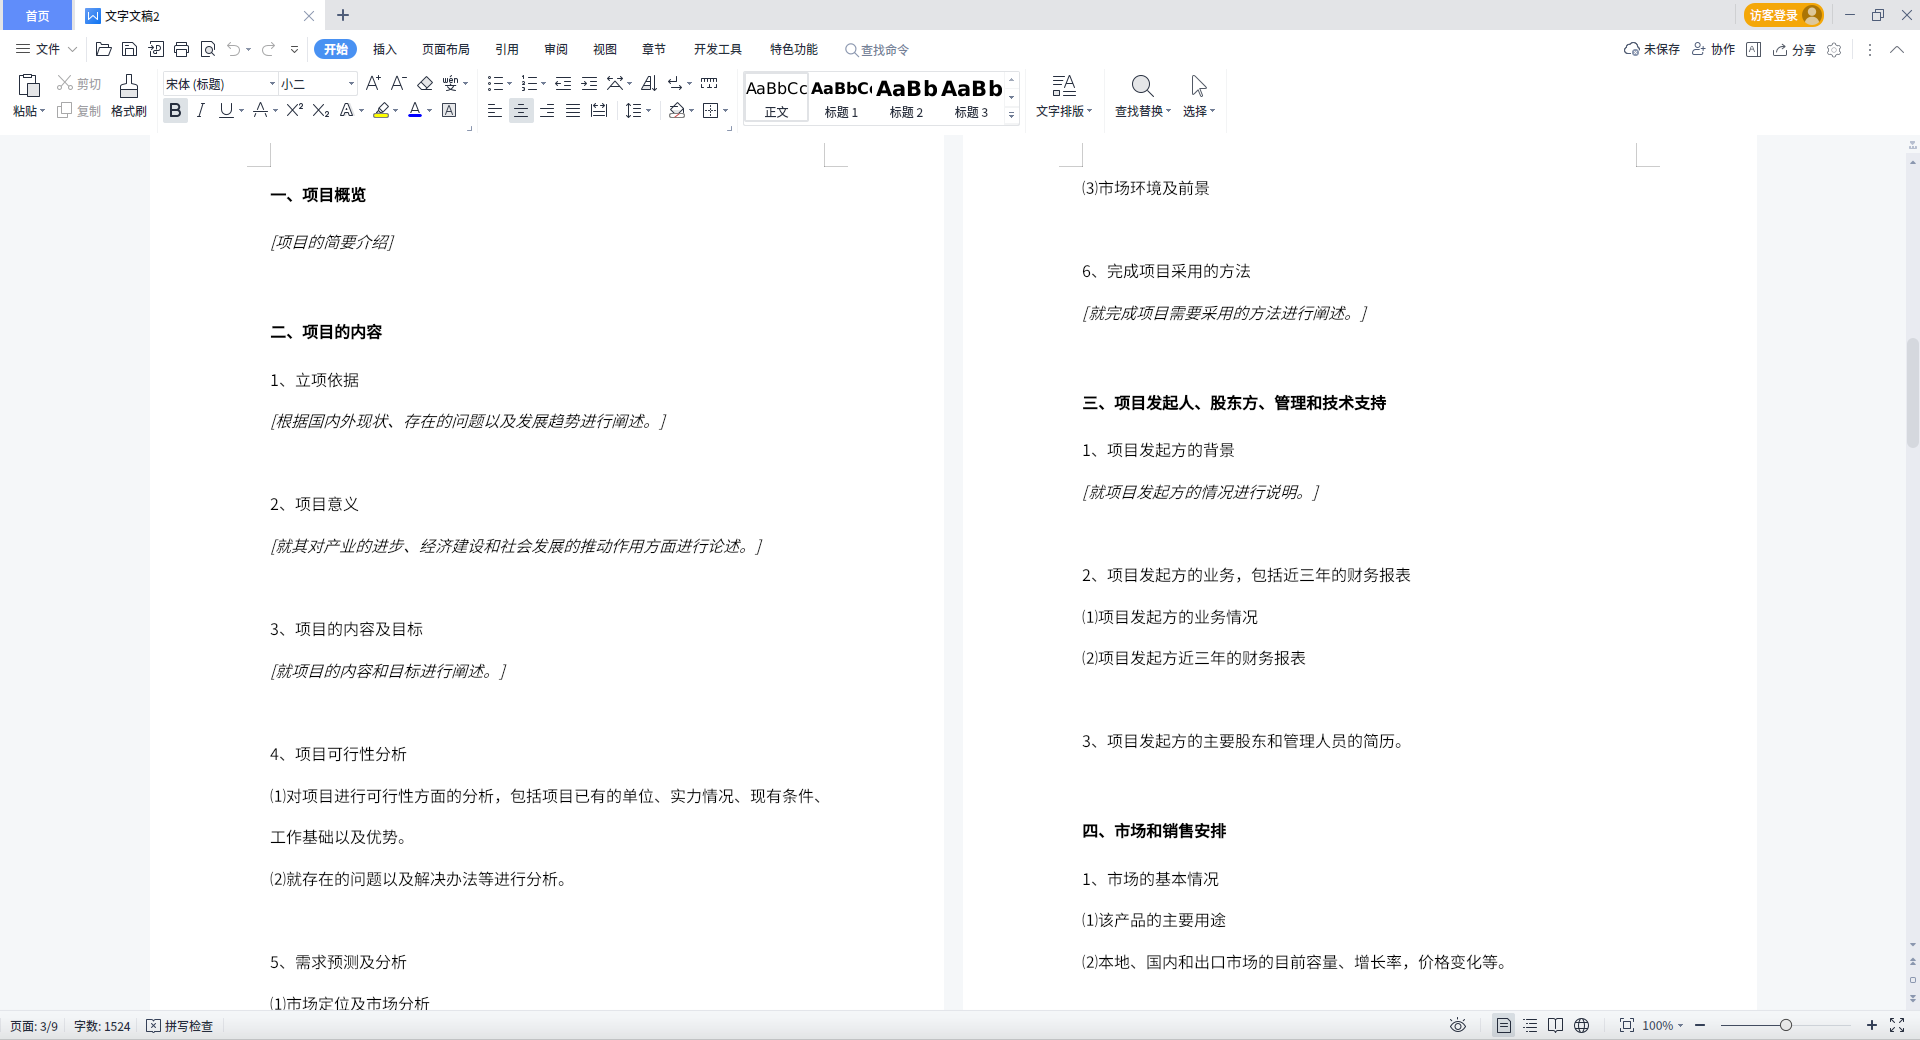 首页
文字文稿2
访客登录
文件
开始
插入
页面布局
引用
审阅
视图
章节
开发工具
特色功能
查找命令
未保存
协作
分享
粘贴
剪切
复制
格式刷
宋体 (标题)
小二
AaBbCc
正文
AaBbC
标题 1
AaBb
标题 2
AaBb
标题 3
文字排版
查找替换
选择
一、项目概览
[项目的简要介绍]
二、项目的内容
1、立项依据
[根据国内外现状、存在的问题以及发展趋势进行阐述。]
2、项目意义
[就其对产业的进步、经济建设和社会发展的推动作用方面进行论述。]
3、项目的内容及目标
[就项目的内容和目标进行阐述。]
4、项目可行性分析
⑴对项目进行可行性方面的分析，包括项目已有的单位、实力情况、现有条件、
工作基础以及优势。
⑵就存在的问题以及解决办法等进行分析。
5、需求预测及分析
⑴市场定位及市场分析
⑶市场环境及前景
6、完成项目采用的方法
[就完成项目需要采用的方法进行阐述。]
三、项目发起人、股东方、管理和技术支持
1、项目发起方的背景
[就项目发起方的情况进行说明。]
2、项目发起方的业务，包括近三年的财务报表
⑴项目发起方的业务情况
⑵项目发起方近三年的财务报表
3、项目发起方的主要股东和管理人员的简历。
四、市场和销售安排
1、市场的基本情况
⑴该产品的主要用途
⑵本地、国内和出口市场的目前容量、增长率，价格变化等。
页面: 3/9
字数: 1524
拼写检查
100%